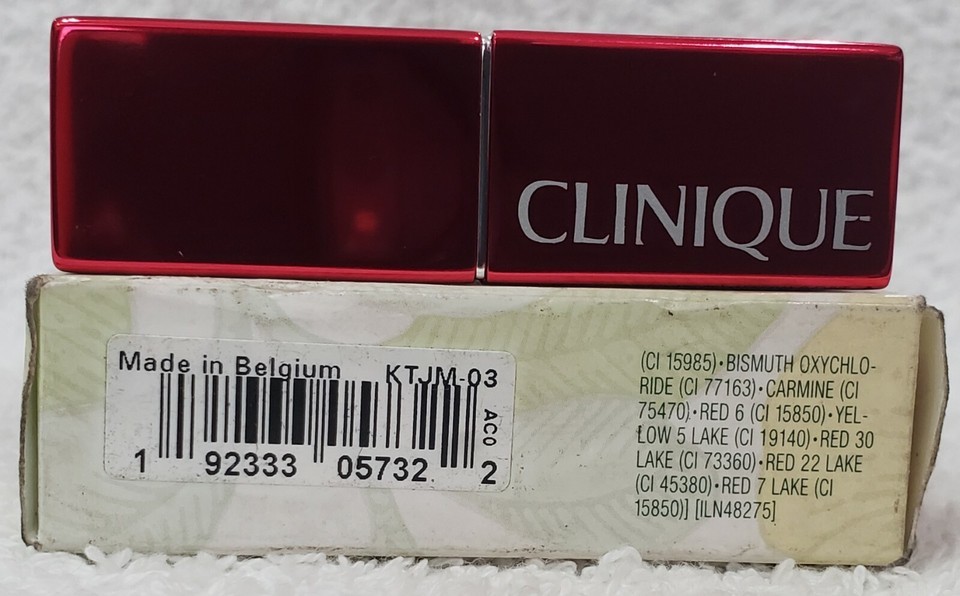 CLINIQUE
Made in Belgium KTJM-03
AC0
1 92333 05732 2
(CI 15985)•BISMUTH OXYCHLO-
RIDE (CI 77163)•CARMINE (CI
75470)•RED 6 (CI 15850)•YEL-
LOW 5 LAKE (CI 19140)•RED 30
LAKE (CI 73360)•RED 22 LAKE
(CI 45380)•RED 7 LAKE (CI
15850)] [ILN48275]